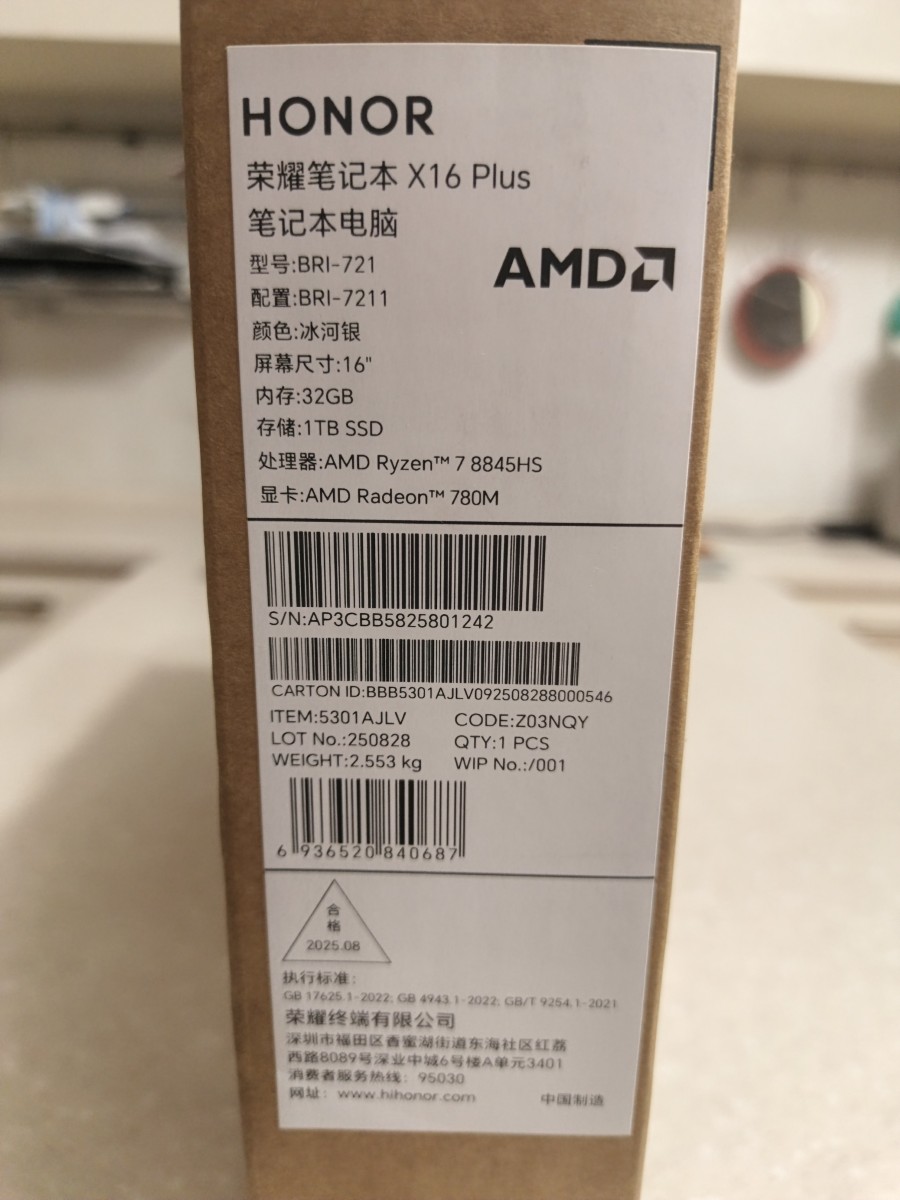 HONOR
荣耀笔记本 X16 Plus
笔记本电脑
型号:BRI-721
AMD
配置:BRI-7211
颜色:冰河银
屏幕尺寸:16"
内存:32GB
存储:1TB SSD
处理器:AMD Ryzen™ 7 8845HS
显卡:AMD Radeon™ 780M
S/N:AP3CBB5825801242
CARTON ID:BBB5301AJLV092508288000546
ITEM:5301AJLV CODE:Z03NQY
LOT No.:250828 QTY:1 PCS
WEIGHT:2.553 kg WIP No.:/001
6 936520 840687
合
格
2025.08
执行标准:
GB 17625.1-2022; GB 4943.1-2022; GB/T 9254.1-2021
荣耀终端有限公司
深圳市福田区香蜜湖街道东海社区红荔
西路8089号深业中城6号楼A单元3401
消费者服务热线: 95030
网址: www.hihonor.com 中国制造